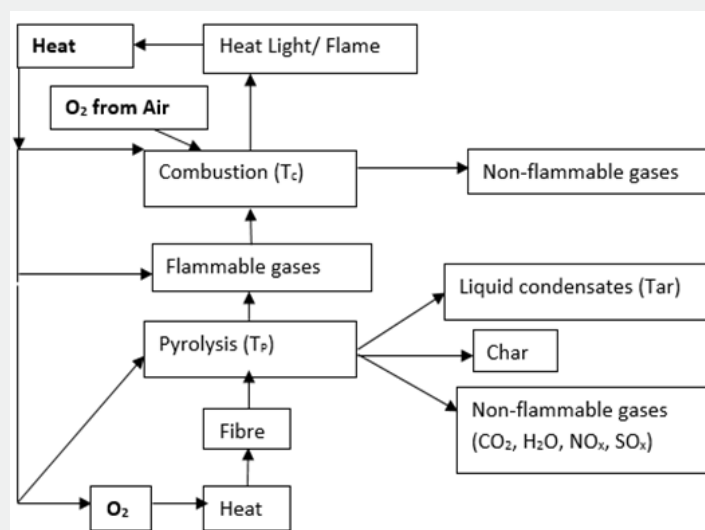 Heat
Heat Light/ Flame
O₂ from Air
Combustion (T꜀)
Non-flammable gases
Flammable gases
Liquid condensates (Tar)
Pyrolysis (Tₚ)
Char
Non-flammable gases
(CO₂, H₂O, NOₓ, SOₓ)
Fibre
O₂
Heat